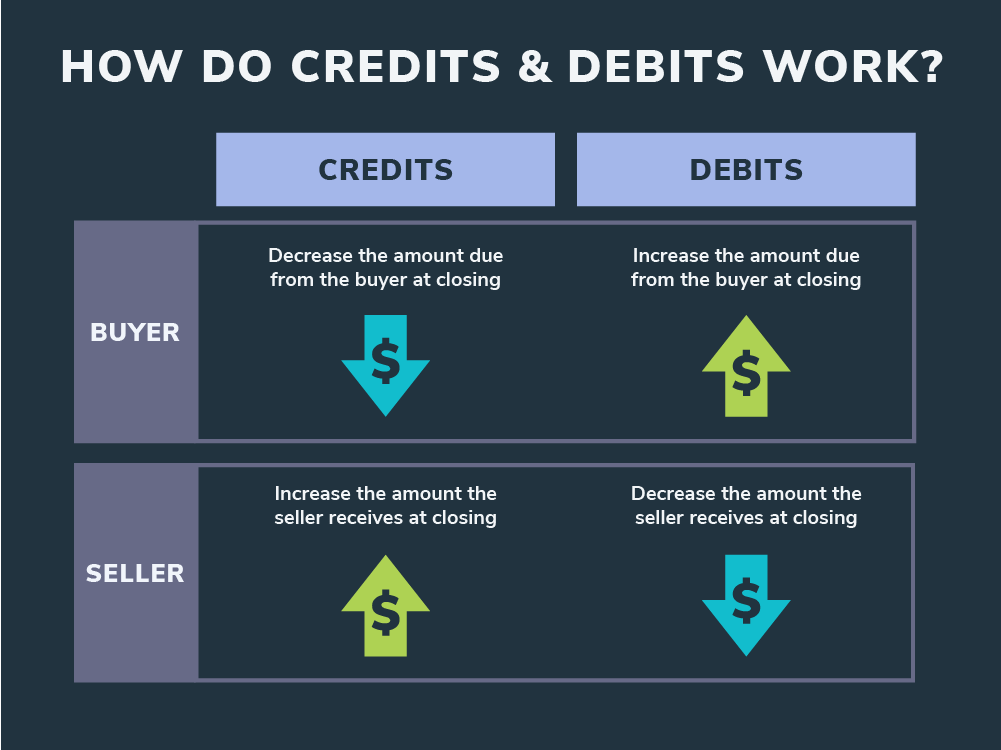 HOW DO CREDITS & DEBITS WORK?
CREDITS
DEBITS
BUYER
Decrease the amount due
from the buyer at closing
$
Increase the amount due
from the buyer at closing
$
SELLER
Increase the amount the
seller receives at closing
$
Decrease the amount the
seller receives at closing
$